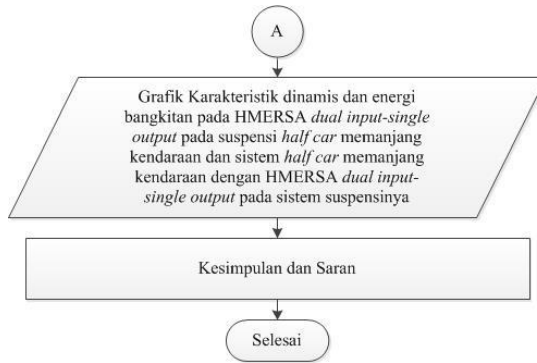 A
Grafik Karakteristik dinamis dan energi
bangkitan pada HMERSA dual input-single
output pada suspensi half car memanjang
kendaraan dan sistem half car memanjang
kendaraan dengan HMERSA dual input-
single output pada sistem suspensinya
Kesimpulan dan Saran
Selesai